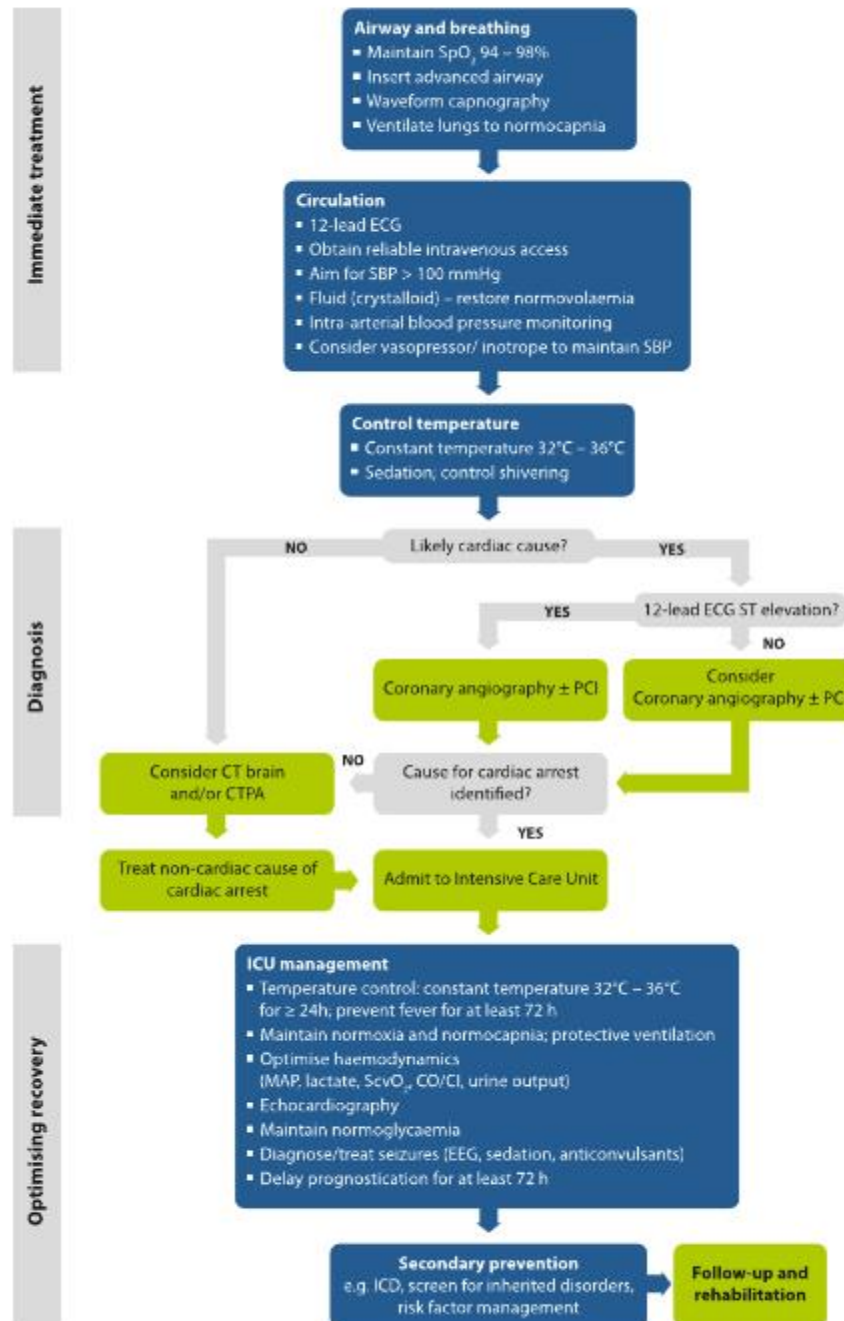 Immediate treatment
Airway and breathing
▪ Maintain SpO₂ 94 – 98%
▪ Insert advanced airway
▪ Waveform capnography
▪ Ventilate lungs to normocapnia
Circulation
▪ 12-lead ECG
▪ Obtain reliable intravenous access
▪ Aim for SBP > 100 mmHg
▪ Fluid (crystalloid) – restore normovolaemia
▪ Intra-arterial blood pressure monitoring
▪ Consider vasopressor/ inotrope to maintain SBP
Control temperature
▪ Constant temperature 32°C – 36°C
▪ Sedation; control shivering
Diagnosis
Likely cardiac cause?
NO
YES
12-lead ECG ST elevation?
YES
NO
Coronary angiography ± PCI
Consider
Coronary angiography ± PC
Consider CT brain
and/or CTPA
NO
Cause for cardiac arrest
identified?
YES
Treat non-cardiac cause of
cardiac arrest
Admit to Intensive Care Unit
Optimising recovery
ICU management
▪ Temperature control: constant temperature 32°C – 36°C
for ≥ 24h; prevent fever for at least 72 h
▪ Maintain normoxia and normocapnia; protective ventilation
▪ Optimise haemodynamics
(MAP, lactate, ScvO₂, CO/CI, urine output)
▪ Echocardiography
▪ Maintain normoglycaemia
▪ Diagnose/treat seizures (EEG, sedation, anticonvulsants)
▪ Delay prognostication for at least 72 h
Secondary prevention
e.g. ICD, screen for inherited disorders,
risk factor management
Follow-up and
rehabilitation